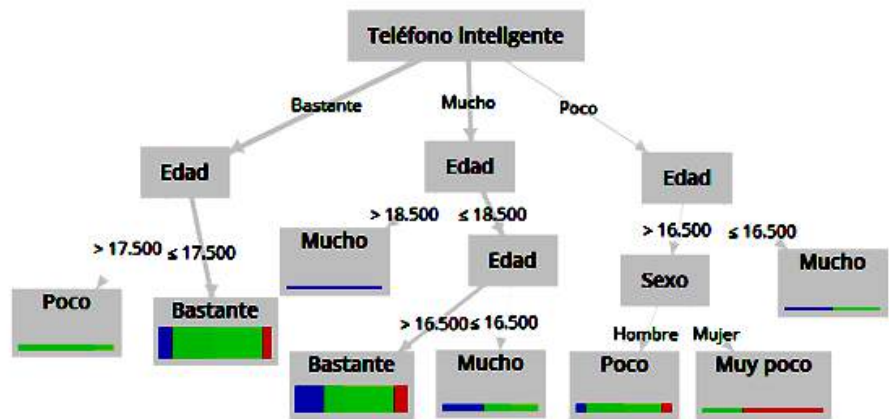 Teléfono inteligente
Bastante
Mucho
Poco
Edad
Edad
Edad
> 17.500
≤ 17.500
> 18.500
≤ 18.500
> 16.500
≤ 16.500
Poco
Bastante
Mucho
Edad
Sexo
Mucho
> 16.500
≤ 16.500
Hombre
Mujer
Bastante
Mucho
Poco
Muy poco